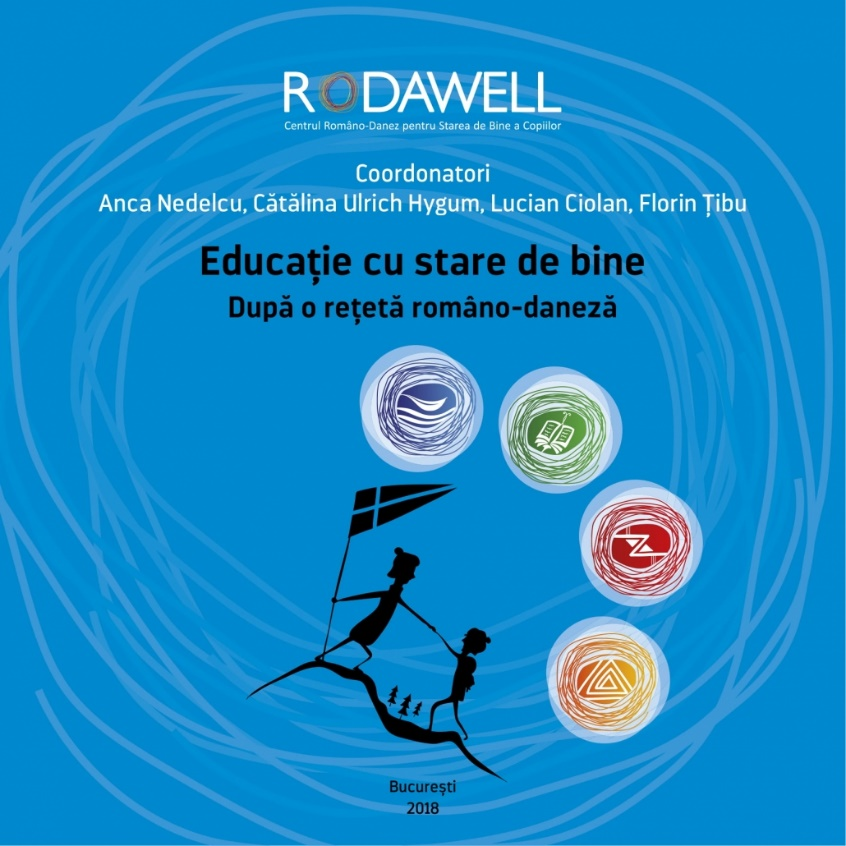 RODAWELL
Centrul Româno-Danez pentru Starea de Bine a Copiilor
Coordonatori
Anca Nedelcu, Cătălina Ulrich Hygum, Lucian Ciolan, Florin Țibu
Educație cu stare de bine
După o rețetă româno-daneză
București
2018